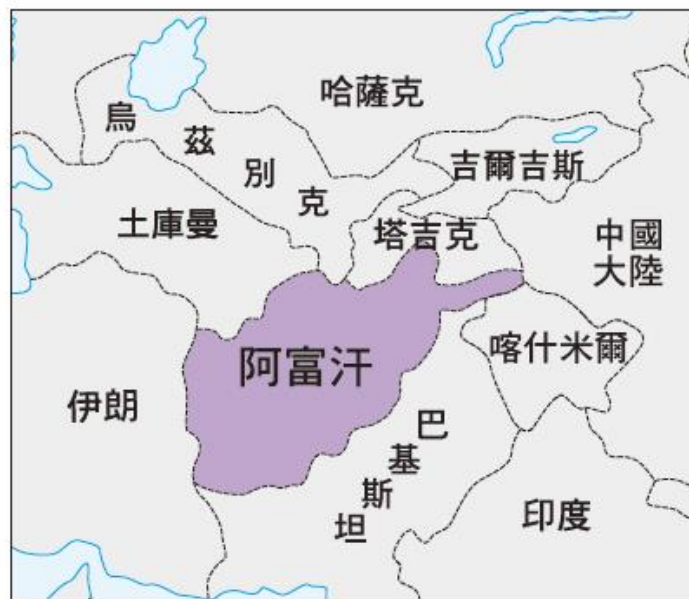 哈薩克
烏茲別克
吉爾吉斯
土庫曼
塔吉克
中國
大陸
阿富汗
喀什米爾
伊朗
巴基斯坦
印度